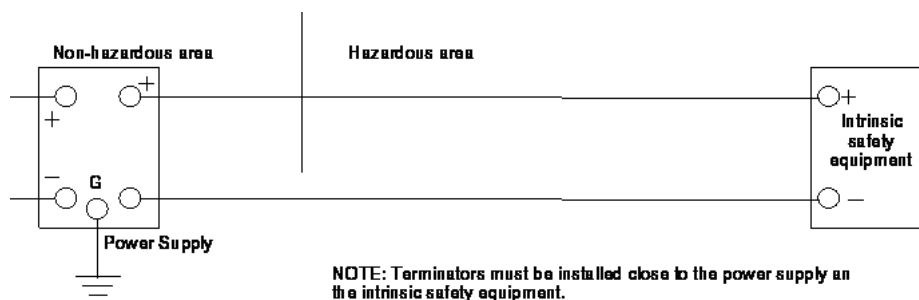 Non-hazardous area
Hazardous area
+
+
+
Intrinsic
safety
equipment
−
G
−
Power Supply
NOTE: Terminators must be installed close to the power supply an
the intrinsic safety equipment.